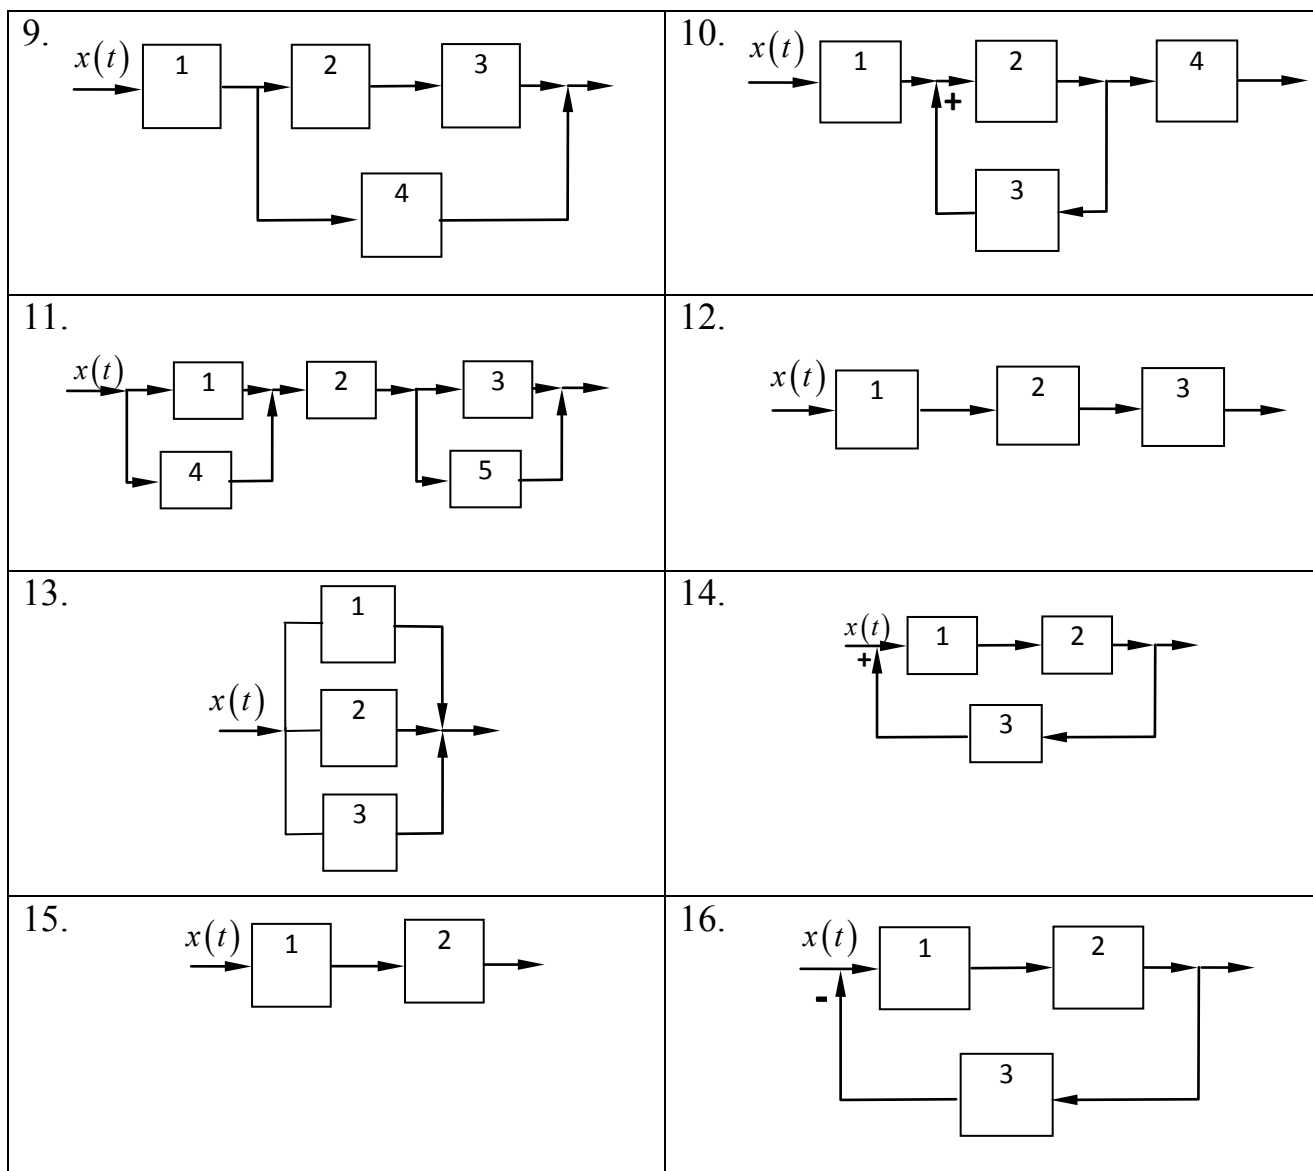 9.
x(t) 1 2 3
4
10.
x(t) 1 2 4
+
3
11.
x(t) 1 2 3
4 5
12.
x(t) 1 2 3
13.
1
x(t) 2
3
14.
x(t) 1 2
+
3
15.
x(t) 1 2
16.
x(t) 1 2
-
3